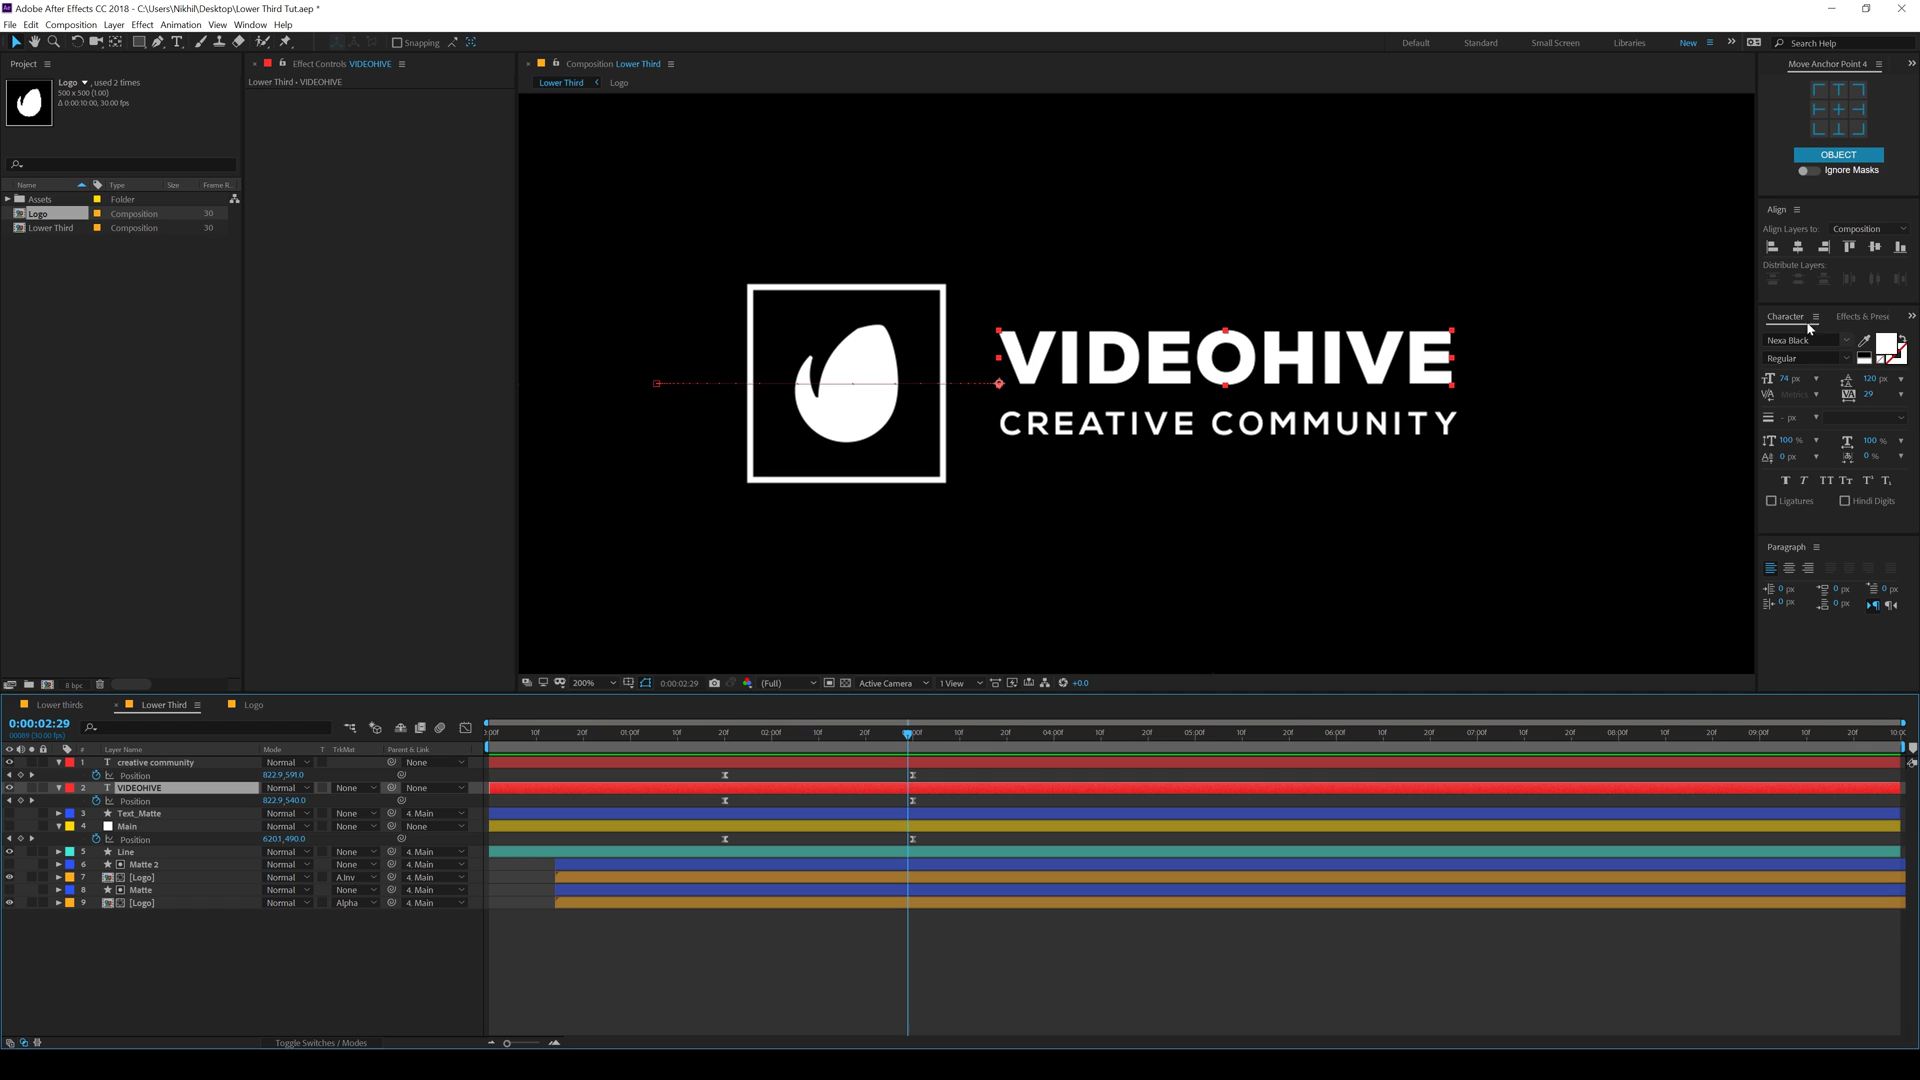 Adobe After Effects CC 2018 - C:\Users\Nikhil\Desktop\Lower Third Tut.aep *
File Edit Composition Layer Effect Animation View Window Help
Snapping
Default Standard Small Screen Libraries New Search Help
Project
Logo , used 2 times
500 x 500 (1.00)
Δ 0:00:10:00, 30.00 fps
Name Type Size Frame R...
Assets Folder
Logo Composition 30
Lower Third Composition 30
8 bpc
Effect Controls VIDEOHIVE
Lower Third • VIDEOHIVE
Composition Lower Third
Lower Third Logo
VIDEOHIVE
CREATIVE COMMUNITY
200% 0:00:02:29 (Full) Active Camera 1 View +0.0
Move Anchor Point 4
OBJECT
Ignore Masks
Align
Align Layers to: Composition
Distribute Layers:
Character Effects & Prese
Nexa Black
Regular
74 px 120 px
Metrics 29
- px
100 % 100 %
0 px 0 %
Ligatures Hindi Digits
Paragraph
0 px 0 px 0 px
0 px 0 px
Lower thirds Lower Third Logo
0:00:02:29
00089 (30.00 fps)
# Layer Name Mode T TrkMat Parent & Link
1 creative community Normal None
Position 822.9,591.0
2 VIDEOHIVE Normal None None
Position 822.9,540.0
3 Text_Matte Normal None 4. Main
4 Main Normal None None
Position 620.1,490.0
5 Line Normal None 4. Main
6 Matte 2 Normal None 4. Main
7 [Logo] Normal A.Inv 4. Main
8 Matte Normal None 4. Main
9 [Logo] Normal Alpha 4. Main
Toggle Switches / Modes
10f 20f 01:00f 10f 20f 02:00f 10f 20f 10f 20f 04:00f 10f 20f 05:00f 10f 20f 06:00f 10f 20f 07:00f 10f 20f 08:00f 10f 20f 09:00f 10f 20f